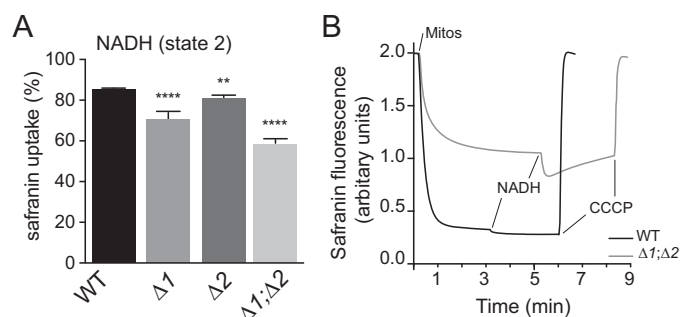 A
NADH (state 2)
safranin uptake (%)
100
80
60
40
20
0
****
**
****
WT
Δ1
Δ2
Δ1;Δ2
B
Safranin fluorescence
(arbitary units)
2.0
1.5
1.0
0.5
0.0
Mitos
NADH
CCCP
WT
Δ1;Δ2
1 3 5 7 9
Time (min)